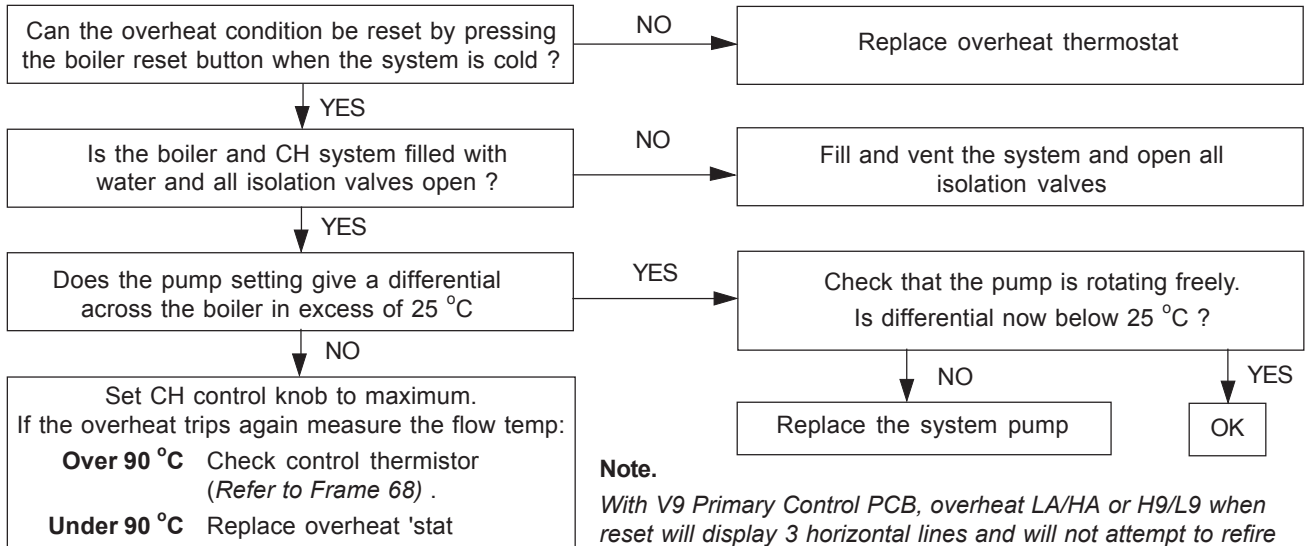 Can the overheat condition be reset by pressing
the boiler reset button when the system is cold ?
NO
Replace overheat thermostat
YES
Is the boiler and CH system filled with
water and all isolation valves open ?
NO
Fill and vent the system and open all
isolation valves
YES
Does the pump setting give a differential
across the boiler in excess of 25 °C
YES
Check that the pump is rotating freely.
Is differential now below 25 °C ?
NO
Set CH control knob to maximum.
If the overheat trips again measure the flow temp:
Over 90 °C Check control thermistor
(Refer to Frame 68) .
Under 90 °C Replace overheat 'stat
NO
Replace the system pump
YES
OK
Note.
With V9 Primary Control PCB, overheat LA/HA or H9/L9 when
reset will display 3 horizontal lines and will not attempt to refire